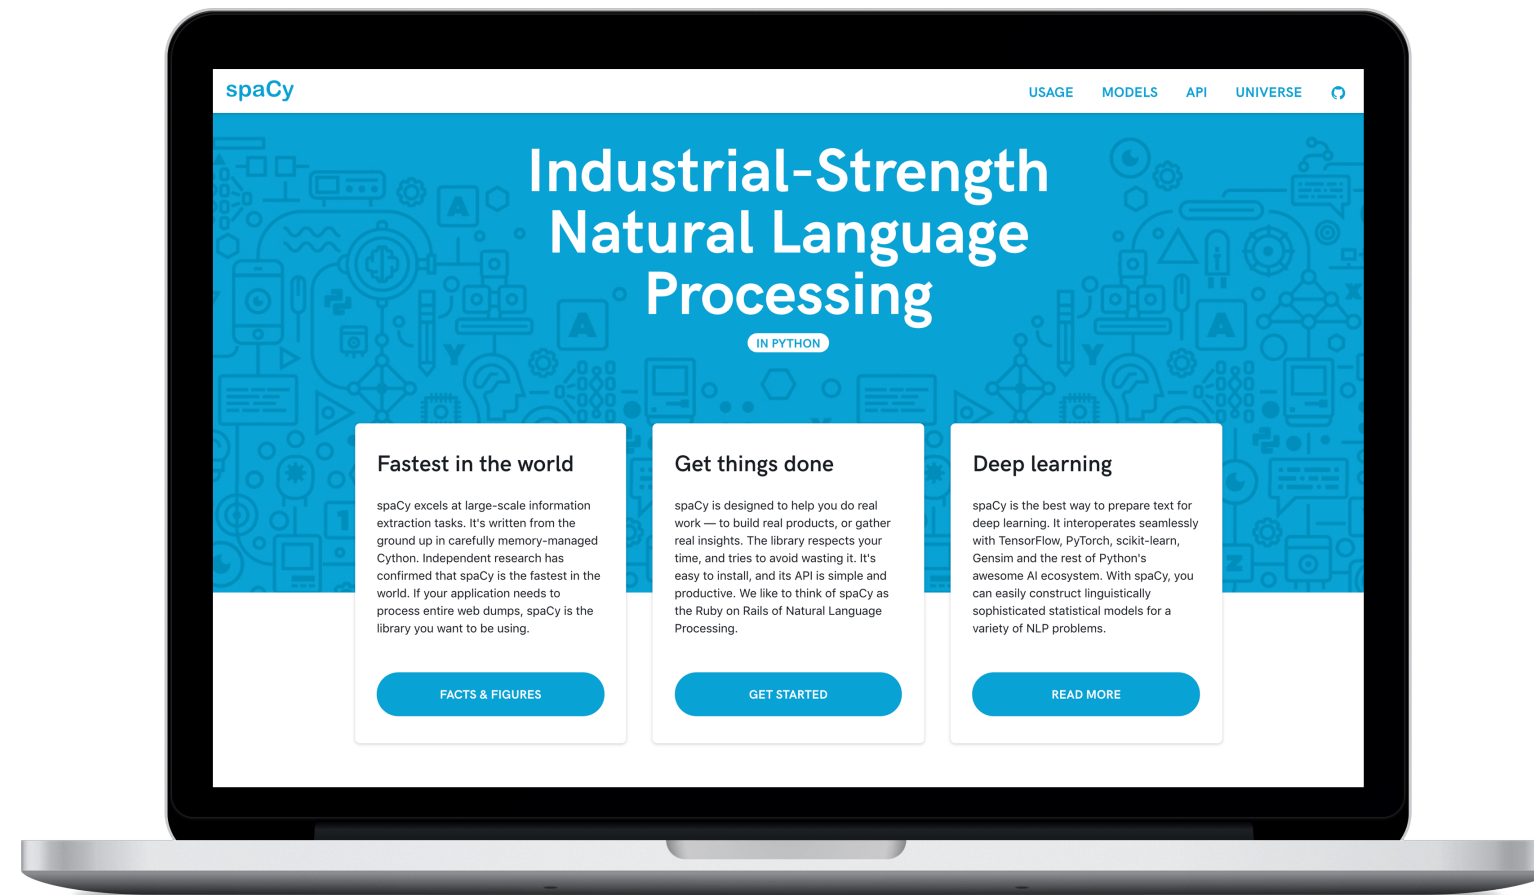 spaCy
USAGE MODELS API UNIVERSE
Industrial-Strength
Natural Language
Processing
IN PYTHON
A
A
Y
A
Y
X
1
Z
Fastest in the world
spaCy excels at large-scale information
extraction tasks. It's written from the
ground up in carefully memory-managed
Cython. Independent research has
confirmed that spaCy is the fastest in the
world. If your application needs to
process entire web dumps, spaCy is the
library you want to be using.
FACTS & FIGURES
Get things done
spaCy is designed to help you do real
work — to build real products, or gather
real insights. The library respects your
time, and tries to avoid wasting it. It's
easy to install, and its API is simple and
productive. We like to think of spaCy as
the Ruby on Rails of Natural Language
Processing.
GET STARTED
Deep learning
spaCy is the best way to prepare text for
deep learning. It interoperates seamlessly
with TensorFlow, PyTorch, scikit-learn,
Gensim and the rest of Python's
awesome AI ecosystem. With spaCy, you
can easily construct linguistically
sophisticated statistical models for a
variety of NLP problems.
READ MORE